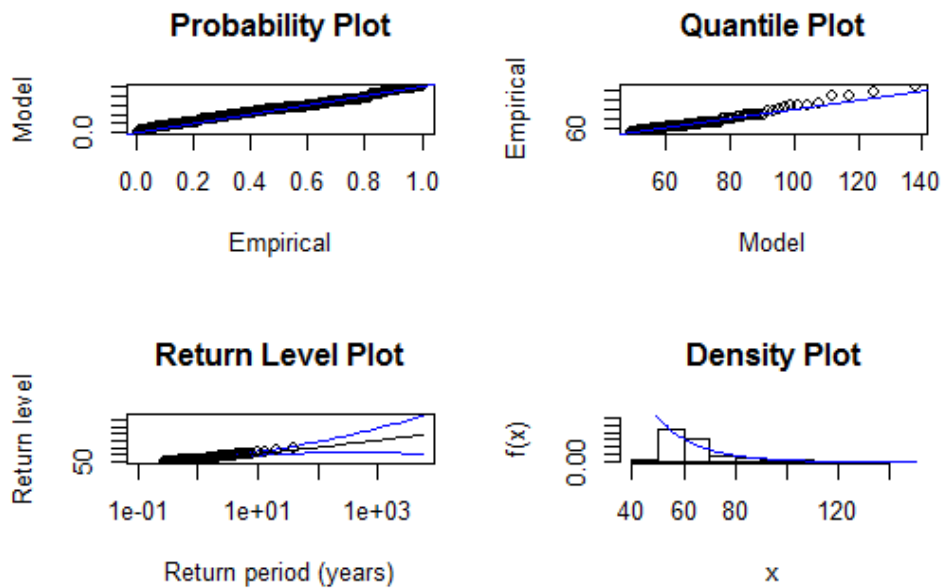 Probability Plot
Model
0.0
0.0 0.2 0.4 0.6 0.8 1.0
Empirical
Quantile Plot
Empirical
60
60 80 100 120 140
Model
Return Level Plot
Return level
50
1e-01 1e+01 1e+03
Return period (years)
Density Plot
f(x)
0.00
40 60 80 120
x